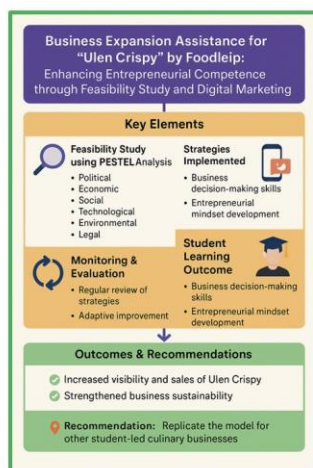 Business Expansion Assistance for
“Ulen Crispy” by Foodleip:
Enhancing Entrepreneurial Competence
through Feasibility Study and Digital Marketing
Key Elements
Feasibility Study
using PESTEL Analysis
• Political
• Economic
• Social
• Technological
• Environmental
• Legal
Strategies
Implemented
• Business
decision-making skills
• Entrepreneurial
mindset development
Monitoring &
Evaluation
• Regular review of
strategies
• Adaptive improvement
Student
Learning
Outcome
• Business decision-making
skills
• Entrepreneurial mindset
development
Outcomes & Recommendations
Increased visibility and sales of Ulen Crispy
Strengthened business sustainability
Recommendation: Replicate the model for
other student-led culinary businesses